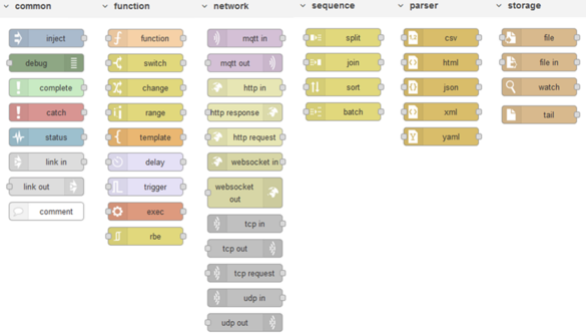 common
inject
debug
complete
catch
status
link in
link out
comment
function
function
switch
change
range
template
delay
trigger
exec
rbe
network
mqtt in
mqtt out
http in
http response
http request
websocket in
websocket
out
tcp in
tcp out
tcp request
udp in
udp out
sequence
split
join
sort
batch
parser
csv
html
json
xml
yaml
storage
file
file in
watch
tail